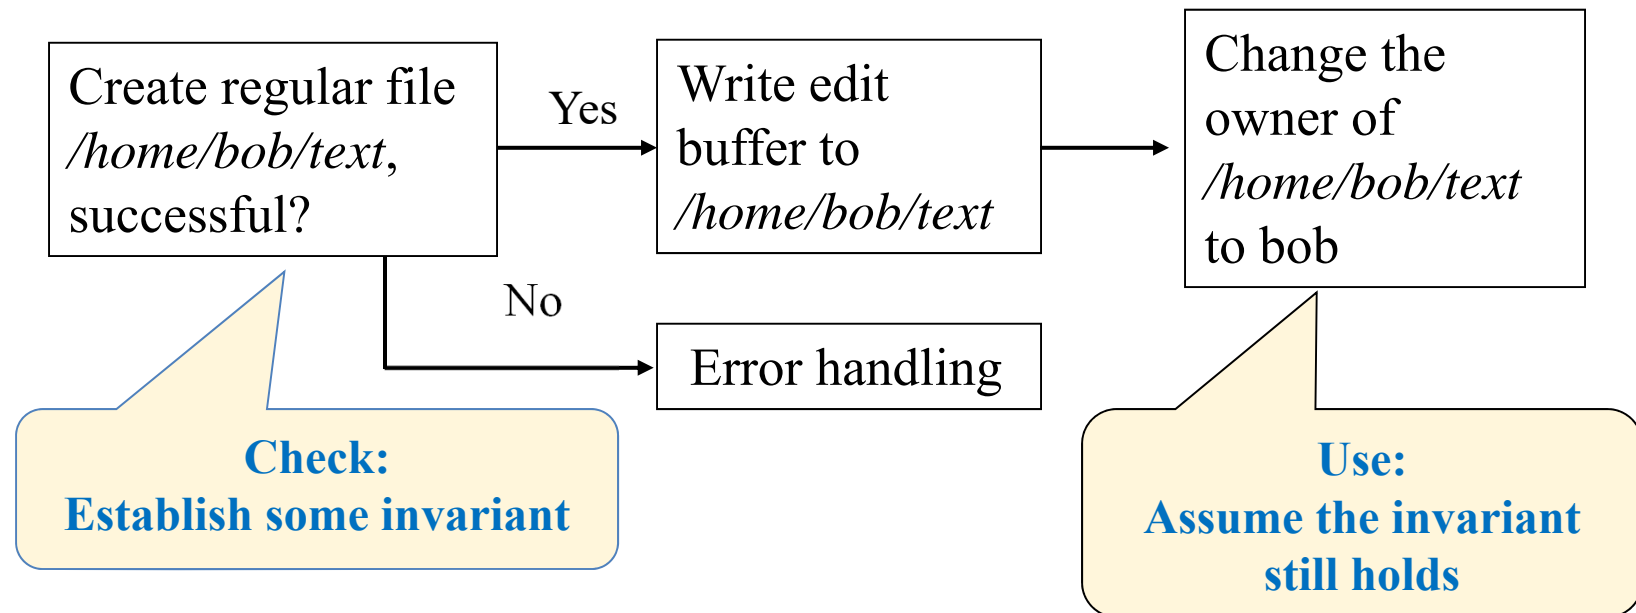 Create regular file
/home/bob/text,
successful?
Yes
Write edit
buffer to
/home/bob/text
Change the
owner of
/home/bob/text
to bob
No
Error handling
Check:
Establish some invariant
Use:
Assume the invariant
still holds